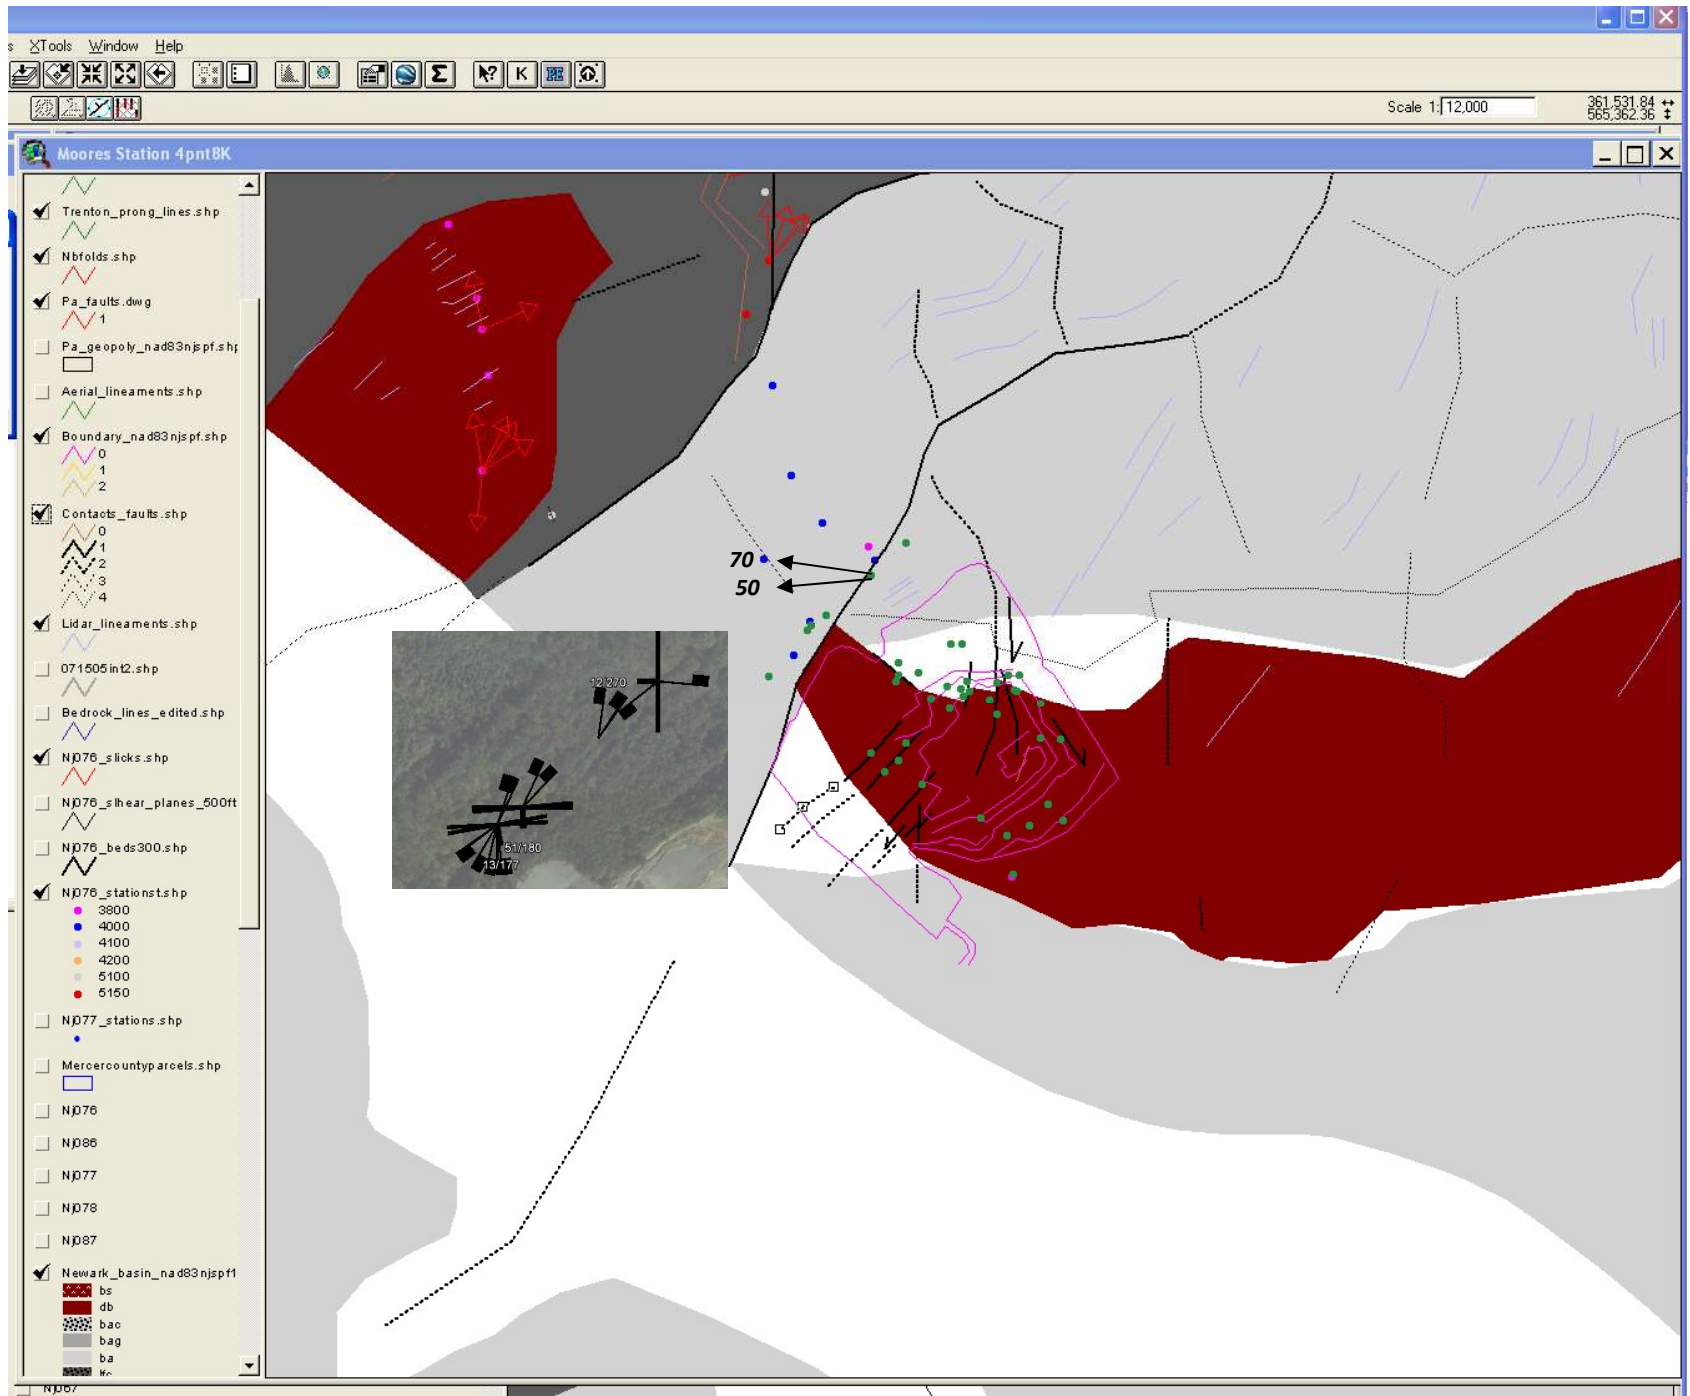 s XTools Window Help
K PE
Scale 1: 12,000
361,531.84
565,362.36
Moores Station 4pnt8K
Trenton_prong_lines.shp
Nbfolds.shp
Pa_faults.dwg
1
Pa_geopoly_nad83njspf.shp
Aerial_lineaments.shp
Boundary_nad83njspf.shp
0
1
2
Contacts_faults.shp
0
1
2
3
4
Lidar_lineaments.shp
071505int2.shp
Bedrock_lines_edited.shp
Nj076_slicks.shp
Nj076_slhear_planes_500ft
Nj076_beds300.shp
Nj076_stationst.shp
3800
4000
4100
4200
5100
5150
Nj077_stations.shp
Mercercountyparcels.shp
Nj076
Nj086
Nj077
Nj078
Nj087
Newark_basin_nad83njspf1
bs
db
bac
bag
ba
Nj067
70
50
12/270
51/180
13/177